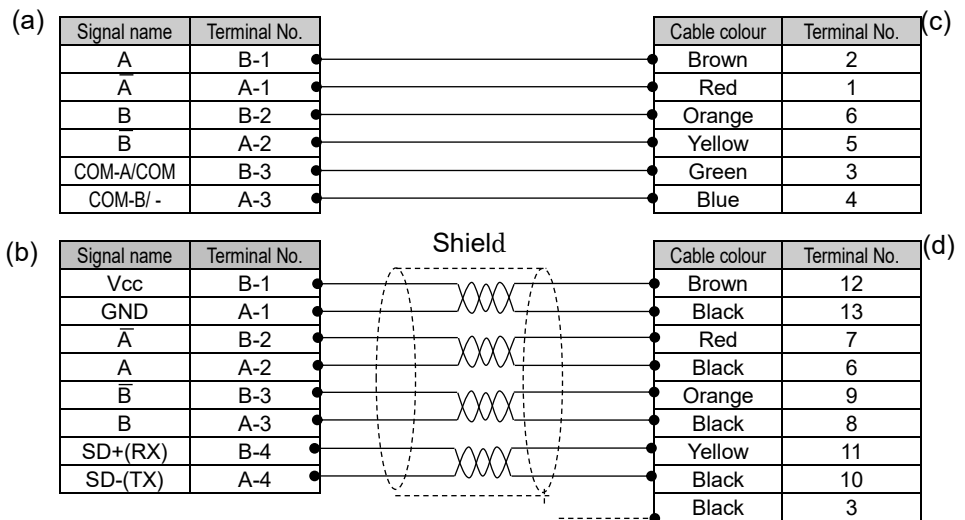 (a)
Signal name Terminal No.
A B-1
A̅ A-1
B B-2
B̅ A-2
COM-A/COM B-3
COM-B/ - A-3
(c)
Cable colour Terminal No.
Brown 2
Red 1
Orange 6
Yellow 5
Green 3
Blue 4
(b)
Signal name Terminal No.
Vcc B-1
GND A-1
A̅ B-2
A A-2
B̅ B-3
B A-3
SD+(RX) B-4
SD-(TX) A-4
Shield
(d)
Cable colour Terminal No.
Brown 12
Black 13
Red 7
Black 6
Orange 9
Black 8
Yellow 11
Black 10
Black 3